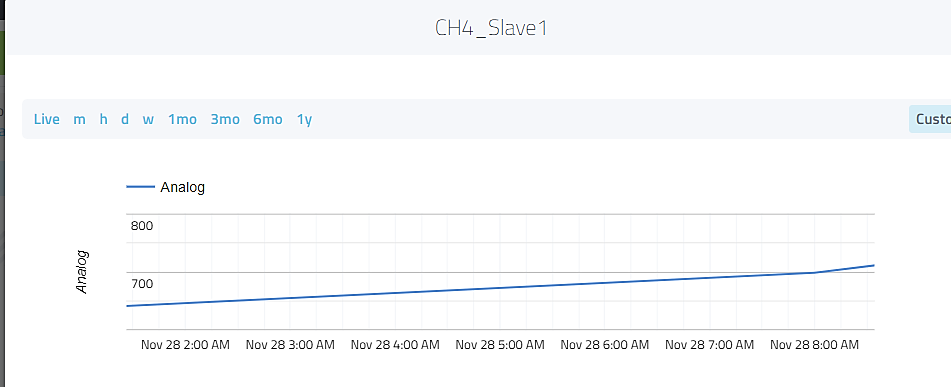 CH4_Slave1
Live m h d w 1mo 3mo 6mo 1y
Analog
800
Analog
700
Nov 28 2:00 AM Nov 28 3:00 AM Nov 28 4:00 AM Nov 28 5:00 AM Nov 28 6:00 AM Nov 28 7:00 AM Nov 28 8:00 AM